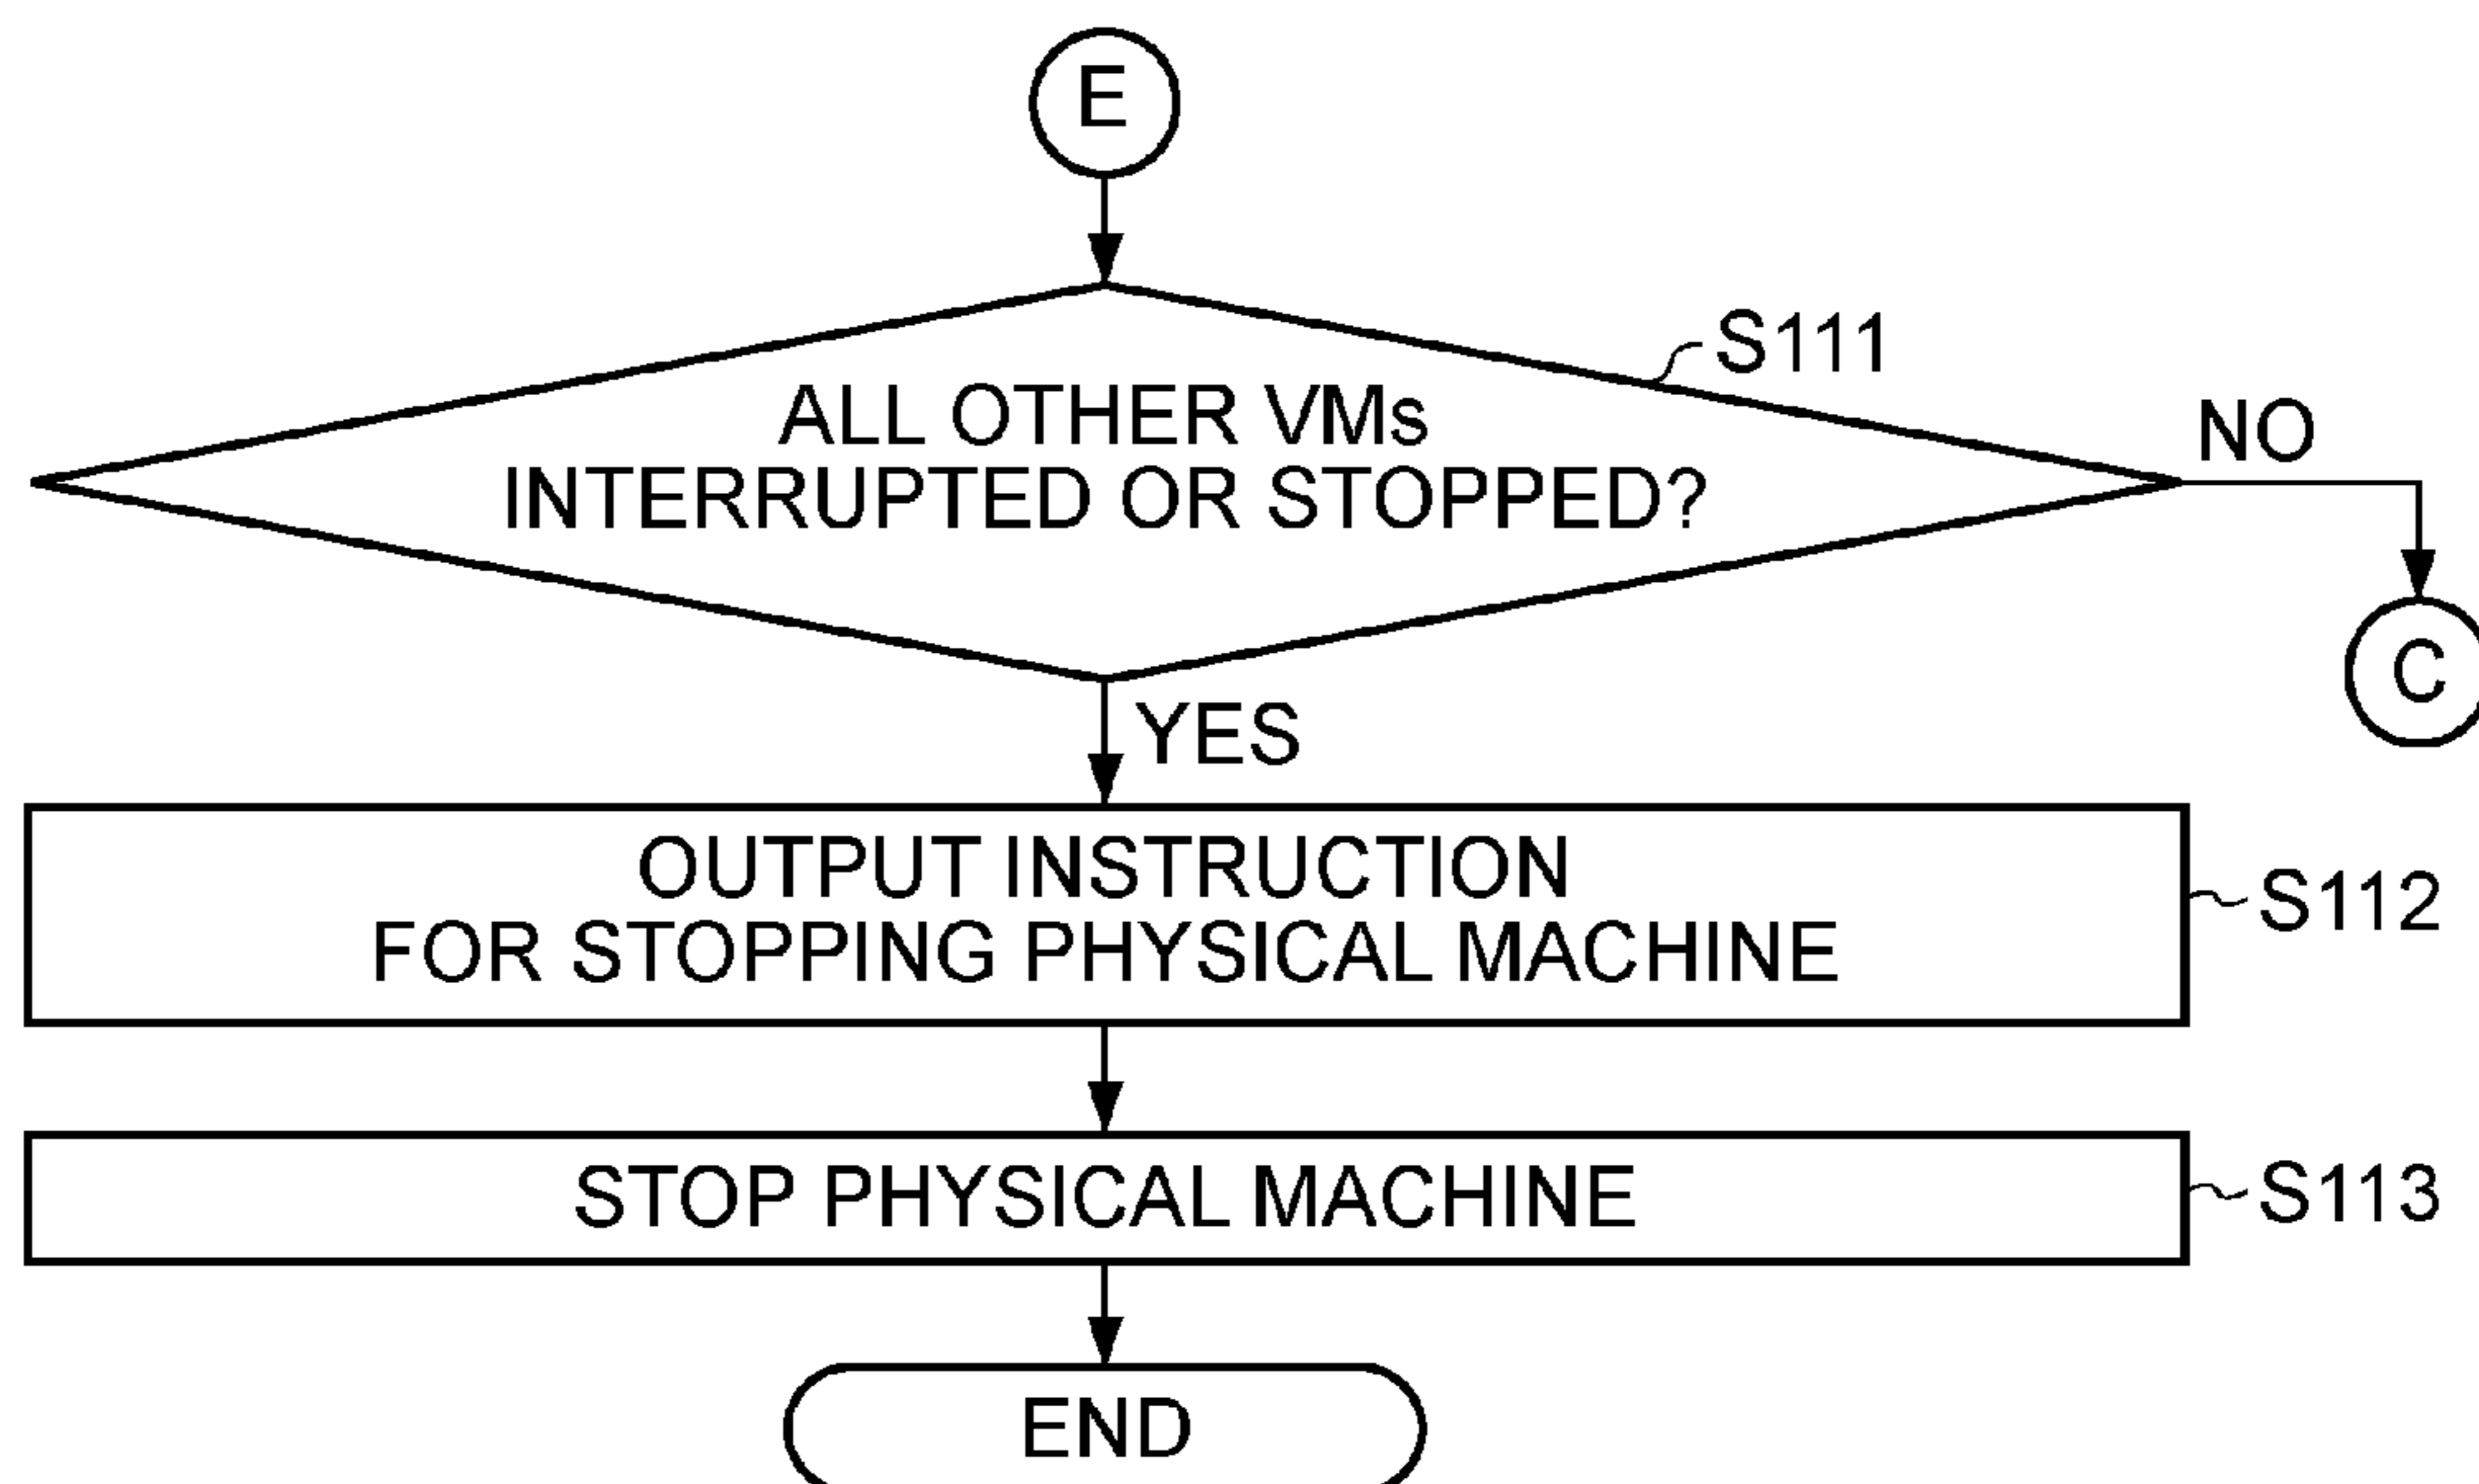 E
S111
ALL OTHER VMs
INTERRUPTED OR STOPPED?
NO
C
YES
OUTPUT INSTRUCTION
FOR STOPPING PHYSICAL MACHINE
S112
STOP PHYSICAL MACHINE
S113
END